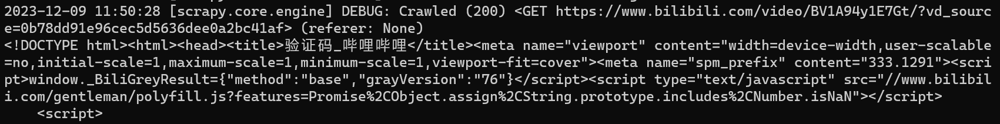 2023-12-09 11:50:28 [scrapy.core.engine] DEBUG: Crawled (200) <GET https://www.bilibili.com/video/BV1A94y1E7Gt/?vd_sourc
e=0b78dd91e96cec5d5636dee0a2bc41af> (referer: None)
<!DOCTYPE html><html><head><title>验证码_哔哩哔哩</title><meta name="viewport" content="width=device-width,user-scalable
=no,initial-scale=1,maximum-scale=1,minimum-scale=1,viewport-fit=cover"><meta name="spm_prefix" content="333.1291"><scri
pt>window._BiliGreyResult={"method":"base","grayVersion":"76"}</script><script type="text/javascript" src="//www.bilibil
i.com/gentleman/polyfill.js?features=Promise%2CObject.assign%2CString.prototype.includes%2CNumber.isNaN"></script>
    <script>